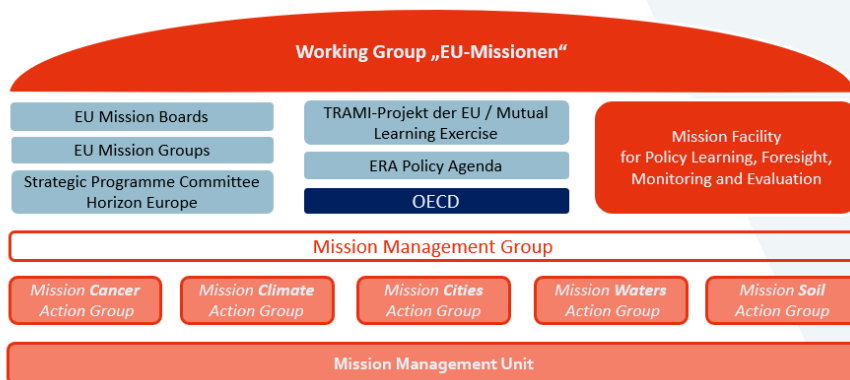 Working Group „EU-Missionen“
EU Mission Boards
EU Mission Groups
Strategic Programme Committee
Horizon Europe
TRAMI-Projekt der EU / Mutual
Learning Exercise
ERA Policy Agenda
OECD
Mission Facility
for Policy Learning, Foresight,
Monitoring and Evaluation
Mission Management Group
Mission Cancer
Action Group
Mission Climate
Action Group
Mission Cities
Action Group
Mission Waters
Action Group
Mission Soil
Action Group
Mission Management Unit